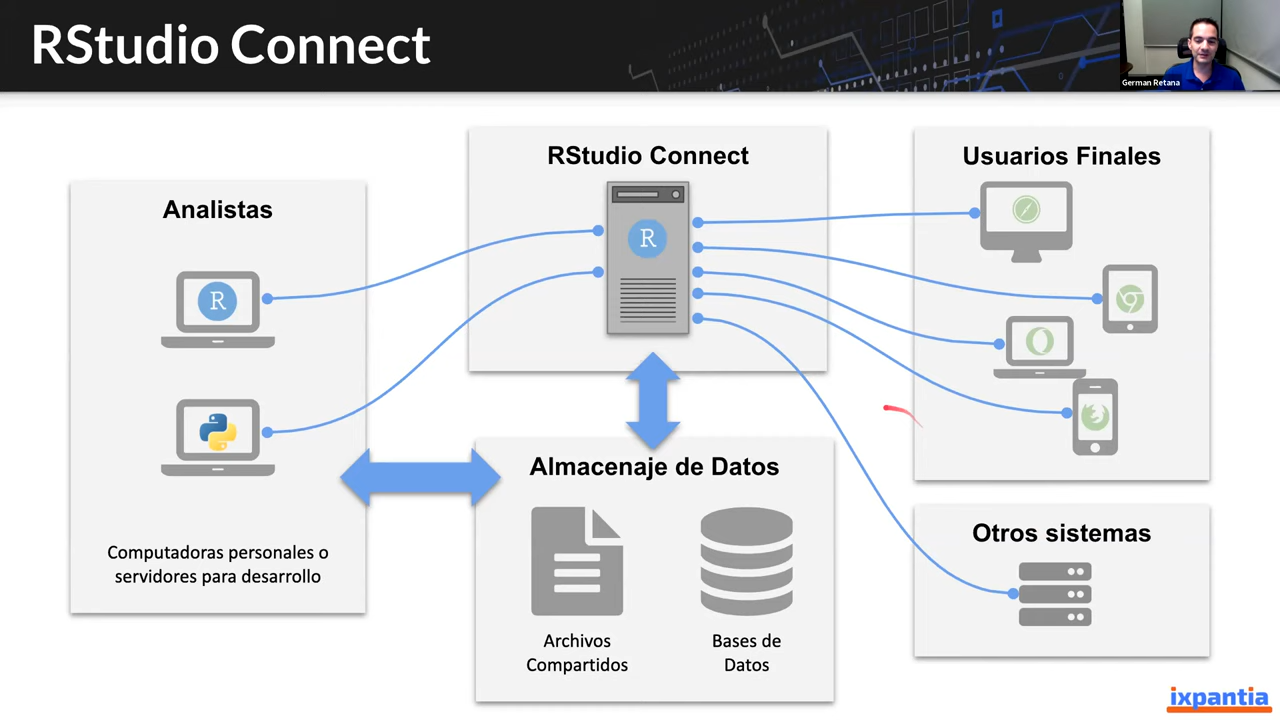 RStudio Connect
German Retana
Analistas
R
Computadoras personales o
servidores para desarrollo
RStudio Connect
R
Almacenaje de Datos
Archivos
Compartidos
Bases de
Datos
Usuarios Finales
Otros sistemas
ixpantia